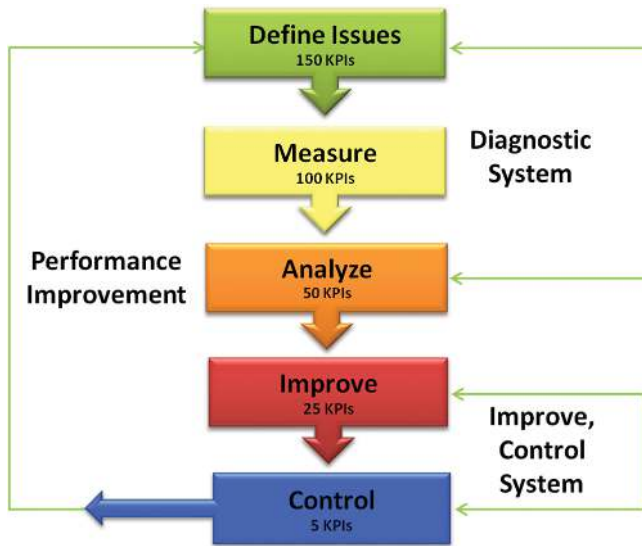 Define Issues
150 KPIs
Measure
100 KPIs
Diagnostic
System
Analyze
50 KPIs
Performance
Improvement
Improve
25 KPIs
Improve,
Control
System
Control
5 KPIs